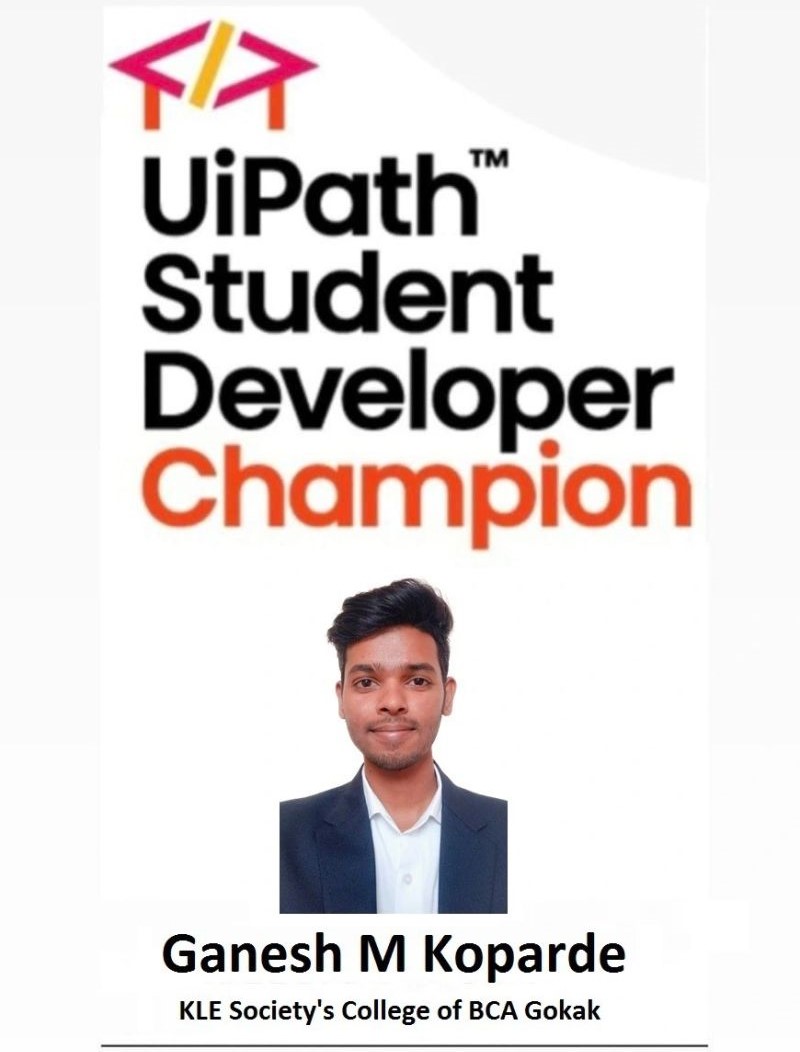 UiPath™
Student
Developer
Champion
Ganesh M Koparde
KLE Society's College of BCA Gokak